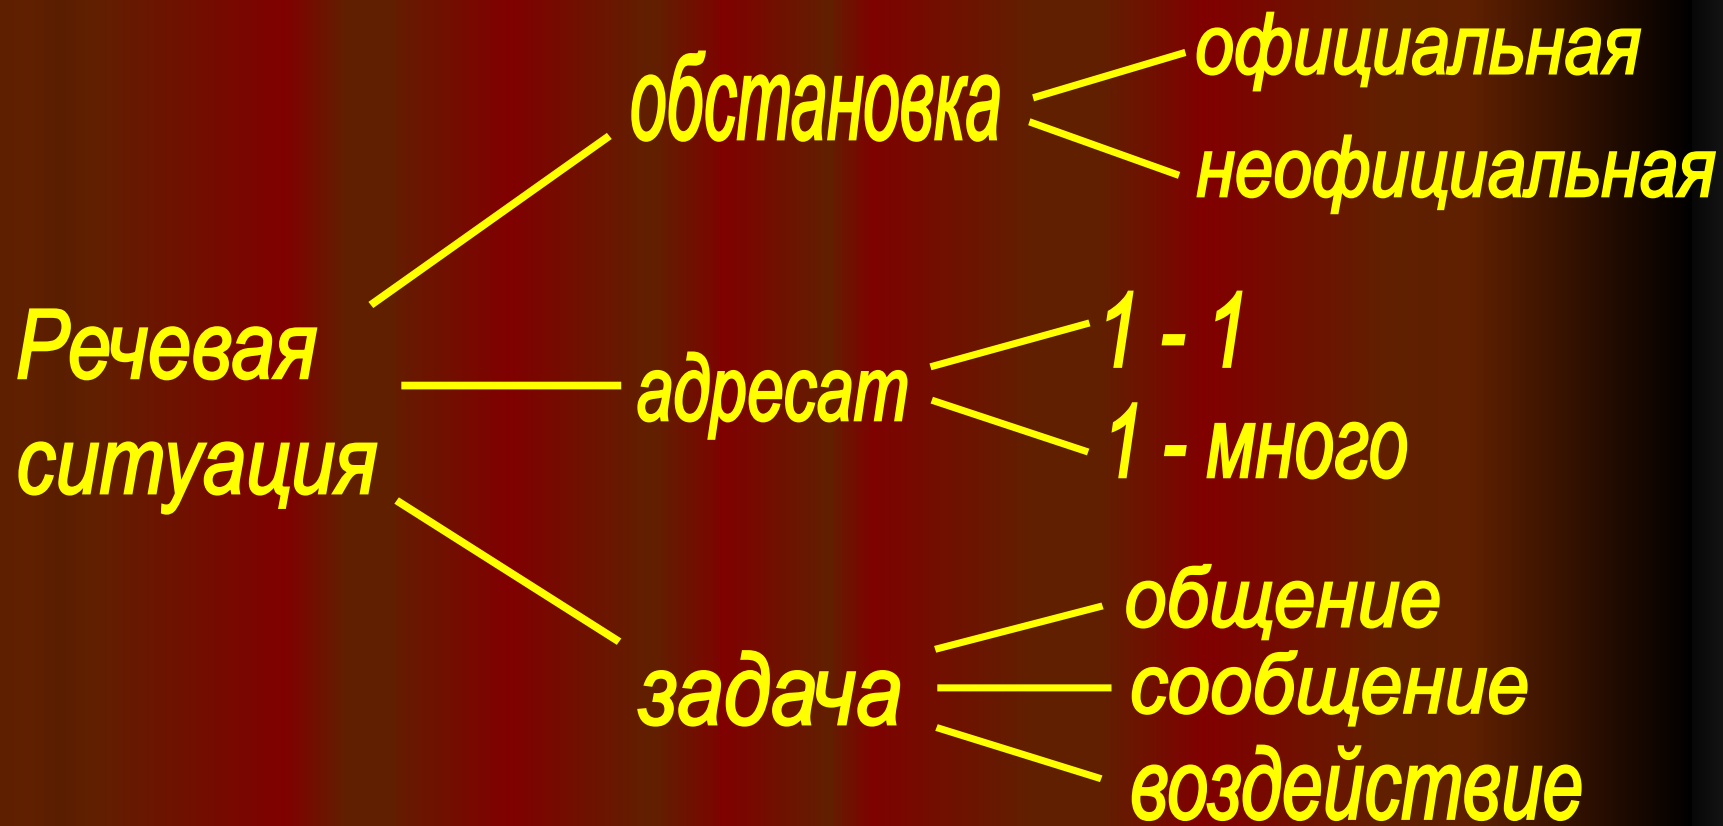 Речевая
ситуация
обстановка
официальная
неофициальная
адресат
1 - 1
1 - много
задача
общение
сообщение
воздействие